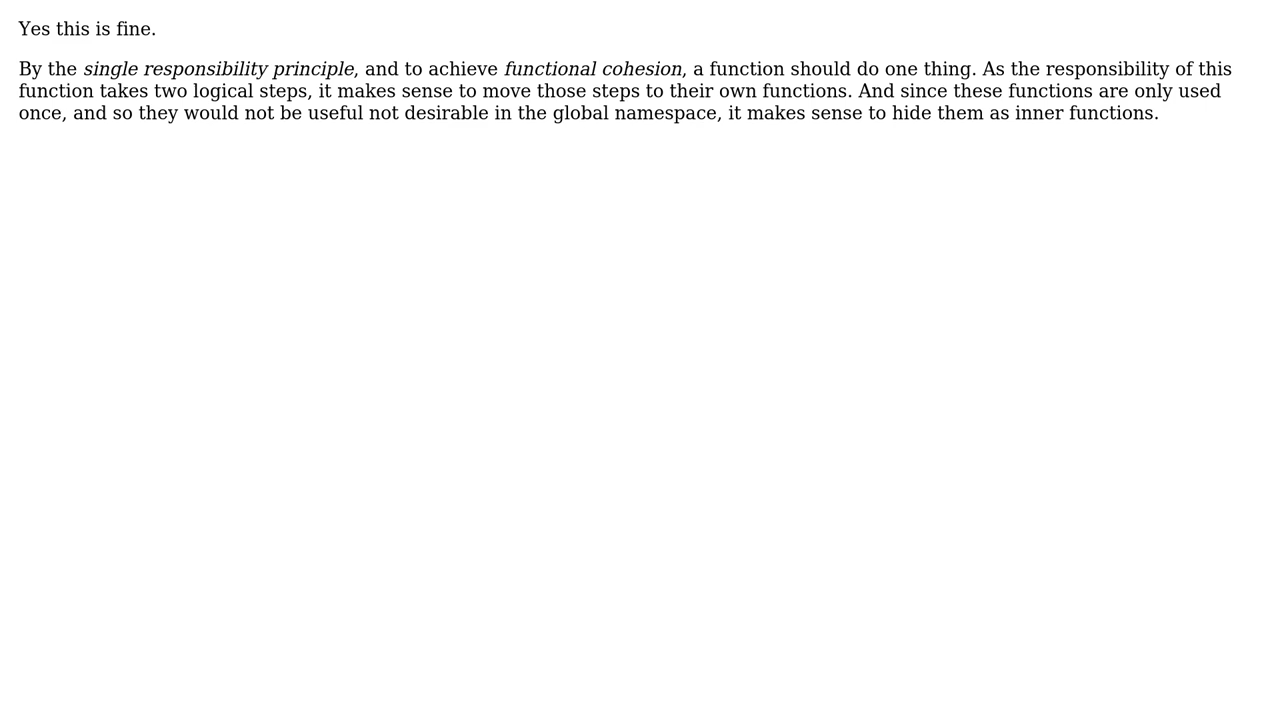 Yes this is fine.
By the single responsibility principle, and to achieve functional cohesion, a function should do one thing. As the responsibility of this
function takes two logical steps, it makes sense to move those steps to their own functions. And since these functions are only used
once, and so they would not be useful not desirable in the global namespace, it makes sense to hide them as inner functions.